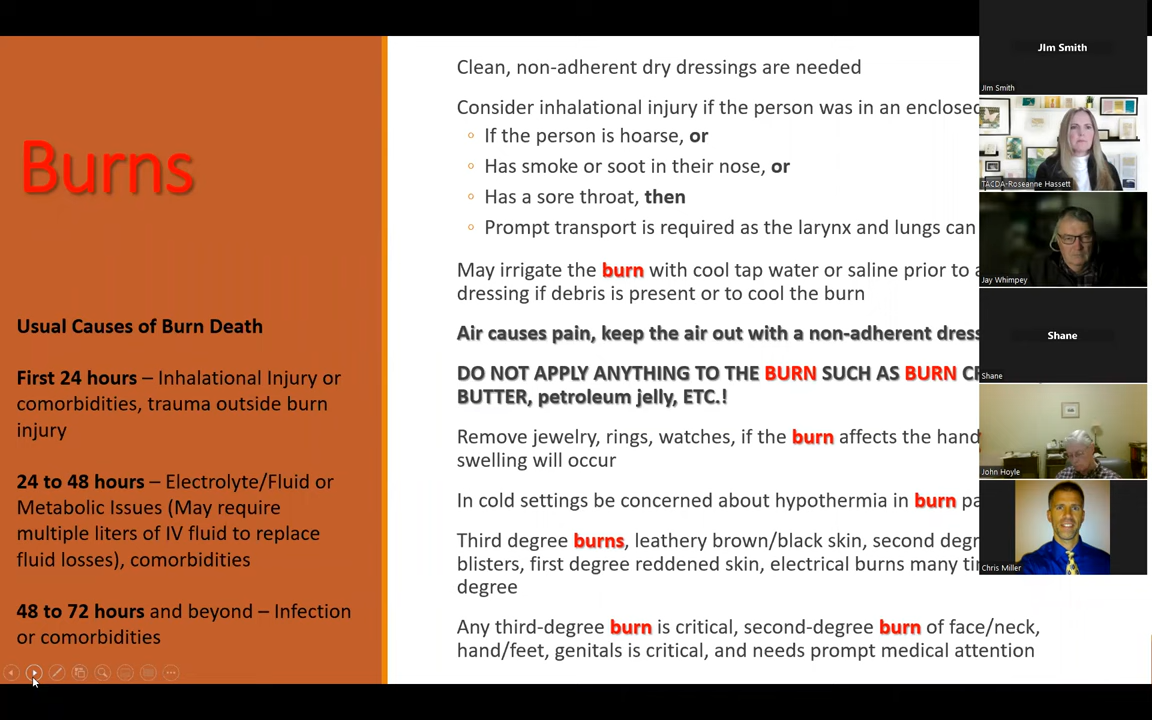 Burns
Usual Causes of Burn Death
First 24 hours – Inhalational Injury or
comorbidities, trauma outside burn
injury
24 to 48 hours – Electrolyte/Fluid or
Metabolic Issues (May require
multiple liters of IV fluid to replace
fluid losses), comorbidities
48 to 72 hours and beyond – Infection
or comorbidities
Clean, non-adherent dry dressings are needed
Consider inhalational injury if the person was in an enclosed
If the person is hoarse, or
Has smoke or soot in their nose, or
Has a sore throat, then
Prompt transport is required as the larynx and lungs can
May irrigate the burn with cool tap water or saline prior to
dressing if debris is present or to cool the burn
Air causes pain, keep the air out with a non-adherent
DO NOT APPLY ANYTHING TO THE BURN SUCH AS BURN
BUTTER, petroleum jelly, ETC.!
Remove jewelry, rings, watches, if the burn affects the
swelling will occur
In cold settings be concerned about hypothermia in burn
Third degree burns, leathery brown/black skin, second
blisters, first degree reddened skin, electrical burns many
degree
Any third-degree burn is critical, second-degree burn of face/neck,
hand/feet, genitals is critical, and needs prompt medical attention
JIm Smith
JIm Smith
TACDA-Roseanne Hassett
Jay Whimpey
Shane
Shane
John Hoyle
Chris Miller